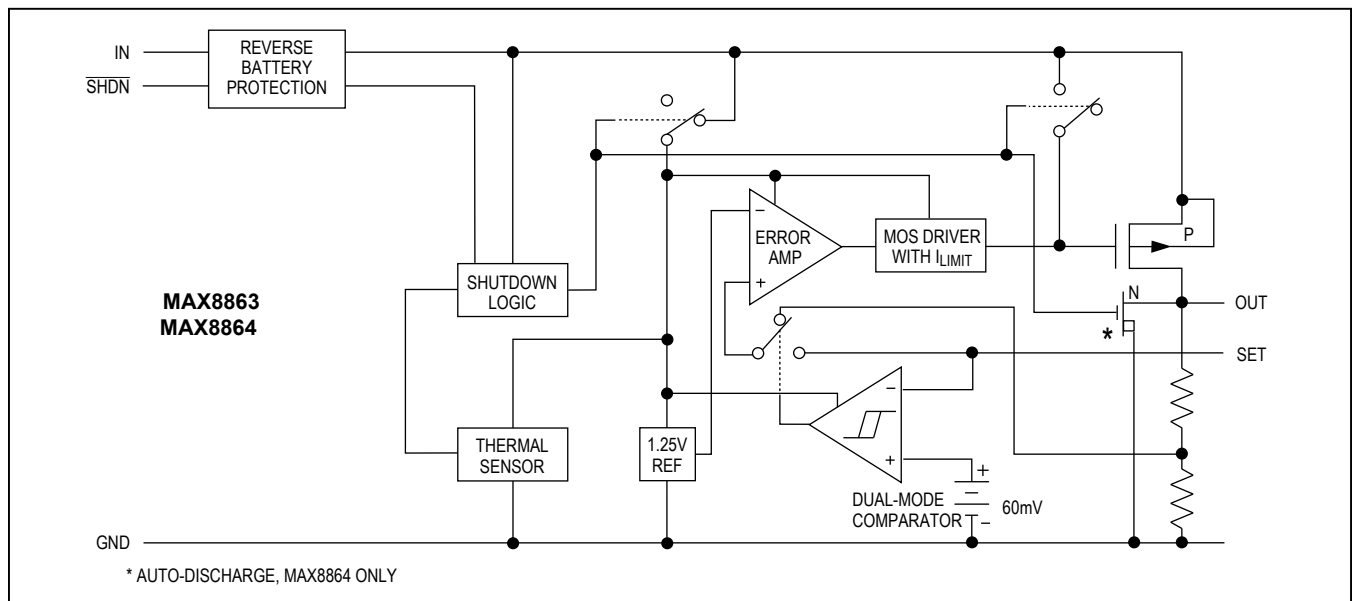 IN
SHDN
REVERSE
BATTERY
PROTECTION
ERROR
AMP
−
+
MOS DRIVER
WITH ILIMIT
P
SHUTDOWN
LOGIC
MAX8863
MAX8864
N
*
OUT
SET
−
+
THERMAL
SENSOR
1.25V
REF
DUAL-MODE
COMPARATOR
+
−
60mV
GND
* AUTO-DISCHARGE, MAX8864 ONLY